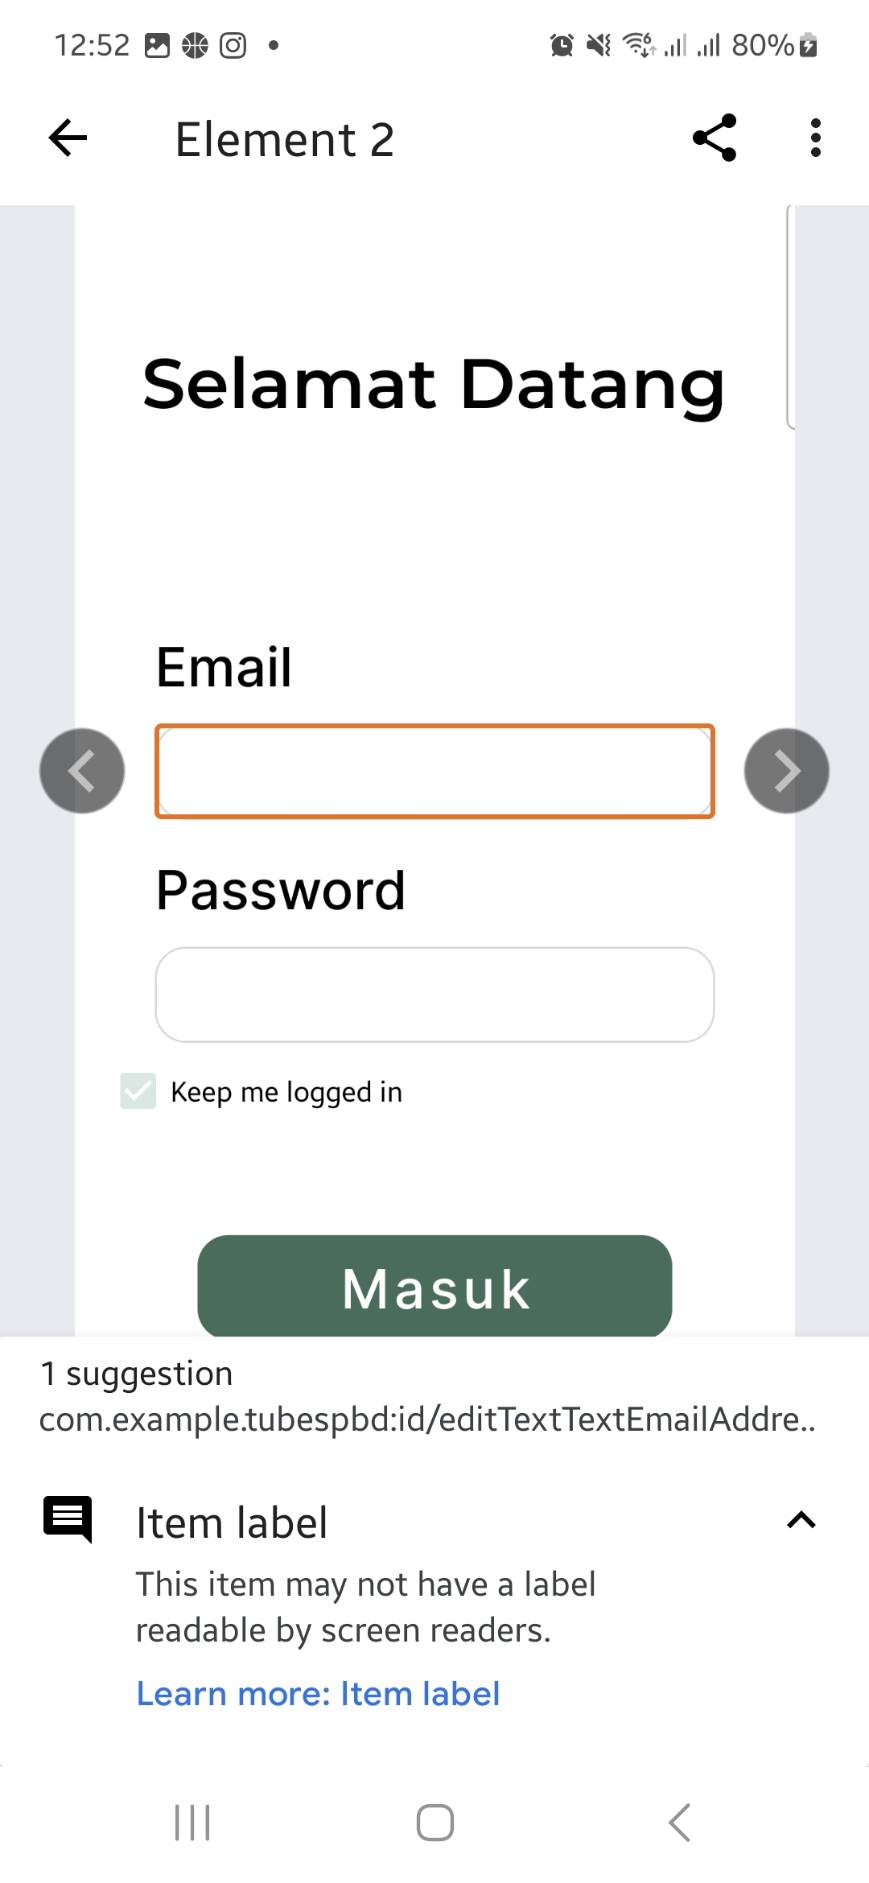 12:52
80%
Element 2
Selamat Datang
Email
Password
Keep me logged in
Masuk
1 suggestion
com.example.tubespbd:id/editTextTextEmailAddre..
Item label
This item may not have a label
readable by screen readers.
Learn more: Item label